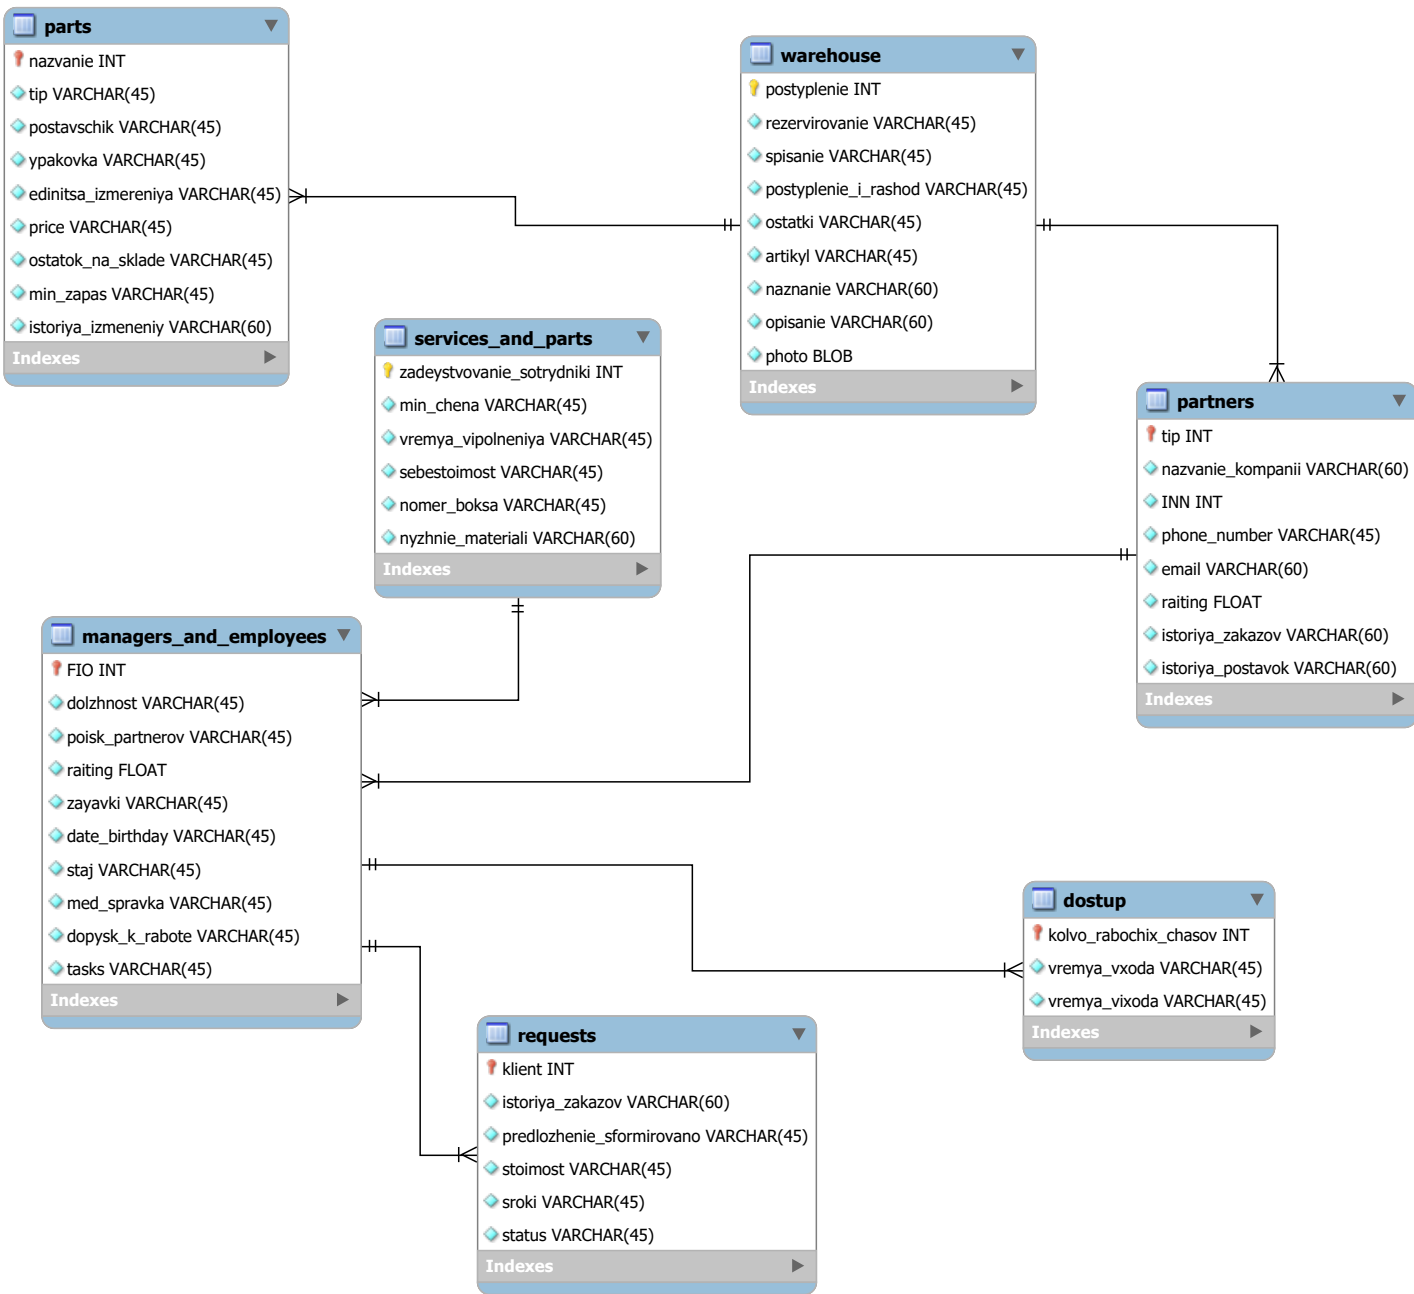 parts
nazvanie INT
tip VARCHAR(45)
postavschik VARCHAR(45)
ypakovka VARCHAR(45)
edinitsa_izmereniya VARCHAR(45)
price VARCHAR(45)
ostatok_na_sklade VARCHAR(45)
min_zapas VARCHAR(45)
istoriya_izmeneniy VARCHAR(60)
Indexes
warehouse
postyplenie INT
rezervirovanie VARCHAR(45)
spisanie VARCHAR(45)
postyplenie_i_rashod VARCHAR(45)
ostatki VARCHAR(45)
artikyl VARCHAR(45)
naznanie VARCHAR(60)
opisanie VARCHAR(60)
photo BLOB
Indexes
services_and_parts
zadeystvovanie_sotrydniki INT
min_chena VARCHAR(45)
vremya_vipolneniya VARCHAR(45)
sebestoimost VARCHAR(45)
nomer_boksa VARCHAR(45)
nyzhnie_materiali VARCHAR(60)
Indexes
partners
tip INT
nazvanie_kompanii VARCHAR(60)
INN INT
phone_number VARCHAR(45)
email VARCHAR(60)
raiting FLOAT
istoriya_zakazov VARCHAR(60)
istoriya_postavok VARCHAR(60)
Indexes
managers_and_employees
FIO INT
dolzhnost VARCHAR(45)
poisk_partnerov VARCHAR(45)
raiting FLOAT
zayavki VARCHAR(45)
date_birthday VARCHAR(45)
staj VARCHAR(45)
med_spravka VARCHAR(45)
dopysk_k_rabote VARCHAR(45)
tasks VARCHAR(45)
Indexes
dostup
kolvo_rabochix_chasov INT
vremya_vxoda VARCHAR(45)
vremya_vixoda VARCHAR(45)
Indexes
requests
klient INT
istoriya_zakazov VARCHAR(60)
predlozhenie_sformirovano VARCHAR(45)
stoimost VARCHAR(45)
sroki VARCHAR(45)
status VARCHAR(45)
Indexes